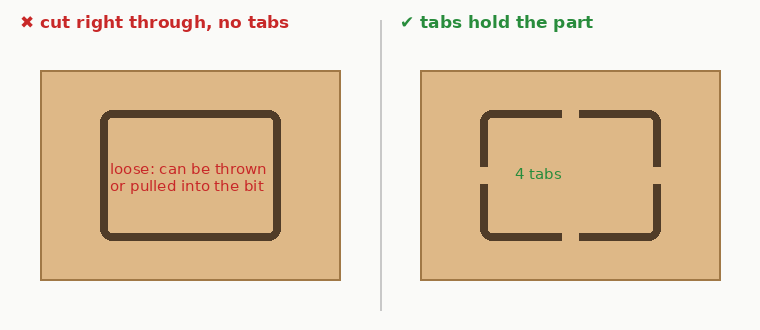 ✖ cut right through, no tabs
✔ tabs hold the part
loose: can be thrown
or pulled into the bit
4 tabs